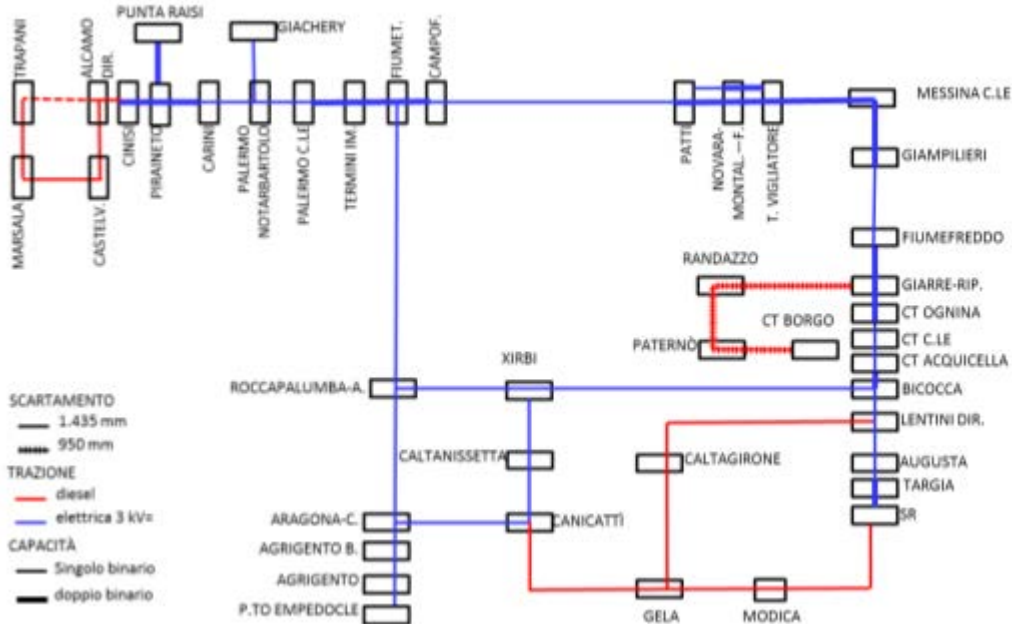 PUNTA RAISI
GIACHERY
TRAPANI
ALCAMO
DIR.
FIUMET.
CAMPOF.
MESSINA C.LE
CINISI
PIRAINETO
CARINI
PALERMO
NOTARBARTOLO
PALERMO C.LE
TERMINI IM.
PATTI
NOVARA-
MONTAL.—F.
T. VIGLIATORE
GIAMPILIERI
MARSALA
CASTELV.
FIUMEFREDDO
RANDAZZO
GIARRE-RIP.
CT OGNINA
CT BORGO
CT C.LE
PATERNÒ
CT ACQUICELLA
XIRBI
ROCCAPALUMBA-A.
BICOCCA
SCARTAMENTO
1.435 mm
950 mm
LENTINI DIR.
CALTANISSETTA
CALTAGIRONE
AUGUSTA
TRAZIONE
diesel
elettrica 3 kV=
TARGIA
SR
ARAGONA-C.
CANICATTÌ
CAPACITÀ
Singolo binario
doppio binario
AGRIGENTO B.
AGRIGENTO
P.TO EMPEDOCLE
GELA
MODICA